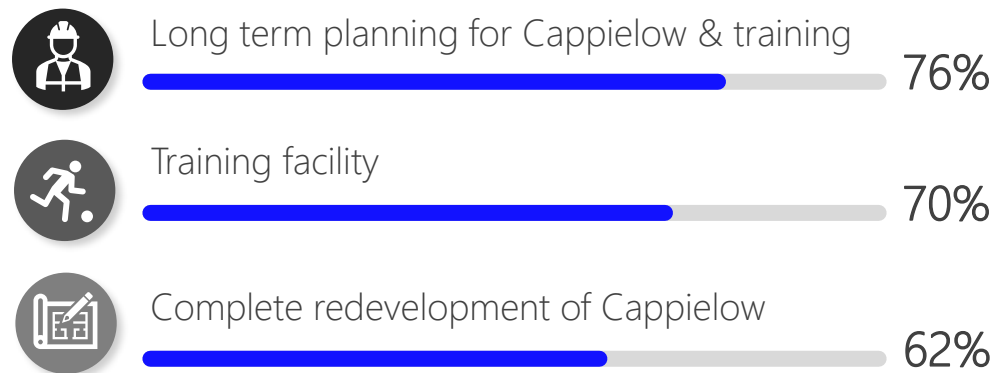 Long term planning for Cappielow & training
76%
Training facility
70%
Complete redevelopment of Cappielow
62%